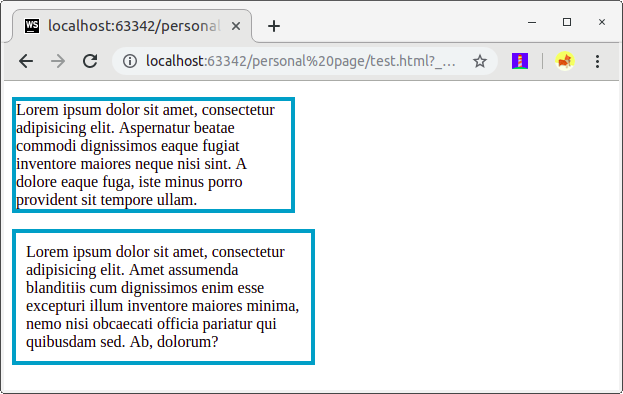 WS localhost:63342/personal
localhost:63342/personal%20page/test.html?_...
Lorem ipsum dolor sit amet, consectetur
adipisicing elit. Aspernatur beatae
commodi dignissimos eaque fugiat
inventore maiores neque nisi sint. A
dolore eaque fuga, iste minus porro
provident sit tempore ullam.
Lorem ipsum dolor sit amet, consectetur
adipisicing elit. Amet assumenda
blanditiis cum dignissimos enim esse
excepturi illum inventore maiores minima,
nemo nisi obcaecati officia pariatur qui
quibusdam sed. Ab, dolorum?